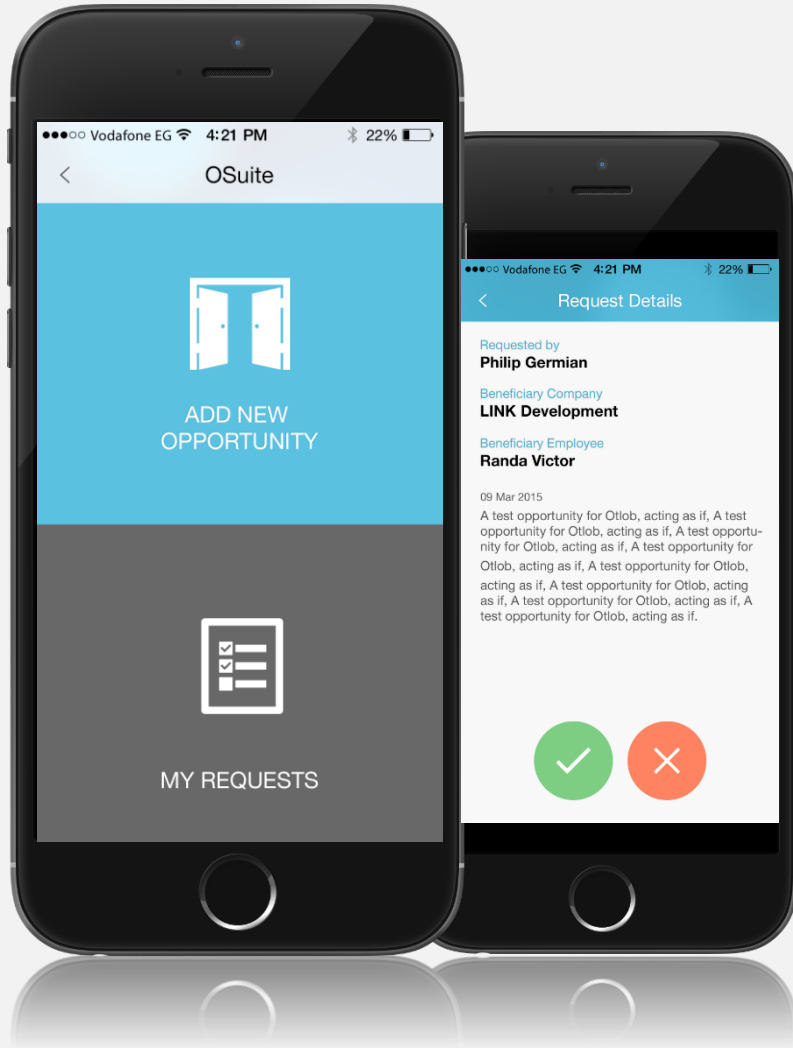 Vodafone EG 4:21 PM 22%
OSuite
ADD NEW
OPPORTUNITY
MY REQUESTS
Vodafone EG 4:21 PM 22%
Request Details
Requested by
Philip Germian
Beneficiary Company
LINK Development
Beneficiary Employee
Randa Victor
09 Mar 2015
A test opportunity for Otlob, acting as if, A test
opportunity for Otlob, acting as if, A test opportu-
nity for Otlob, acting as if, A test opportunity for
Otlob, acting as if, A test opportunity for Otlob,
acting as if, A test opportunity for Otlob, acting
as if, A test opportunity for Otlob, acting as if, A
test opportunity for Otlob, acting as if.